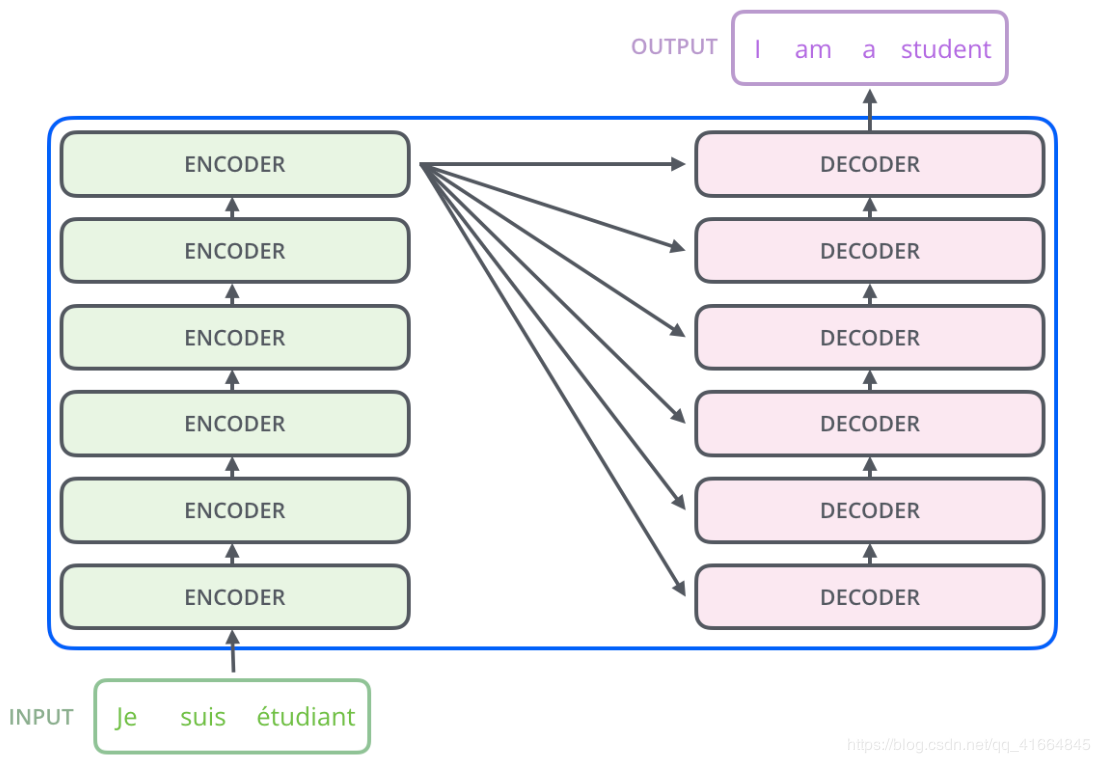 OUTPUT
I am a student
ENCODER
DECODER
ENCODER
DECODER
ENCODER
DECODER
ENCODER
DECODER
ENCODER
DECODER
ENCODER
DECODER
INPUT
Je suis étudiant
https://blog.csdn.net/qq_41664845